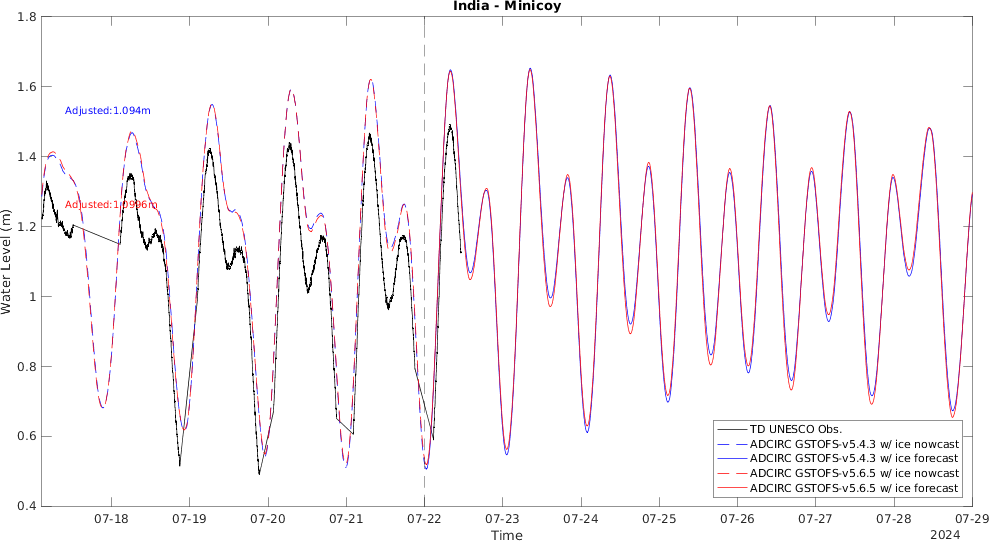 India - Minicoy
Water Level (m)
1.8
1.6
1.4
1.2
1
0.8
0.6
0.4
Adjusted:1.094m
Adjusted:1.0996m
TD UNESCO Obs.
ADCIRC GSTOFS-v5.4.3 w/ ice nowcast
ADCIRC GSTOFS-v5.4.3 w/ ice forecast
ADCIRC GSTOFS-v5.6.5 w/ ice nowcast
ADCIRC GSTOFS-v5.6.5 w/ ice forecast
07-18 07-19 07-20 07-21 07-22 07-23 07-24 07-25 07-26 07-27 07-28 07-29
Time
2024